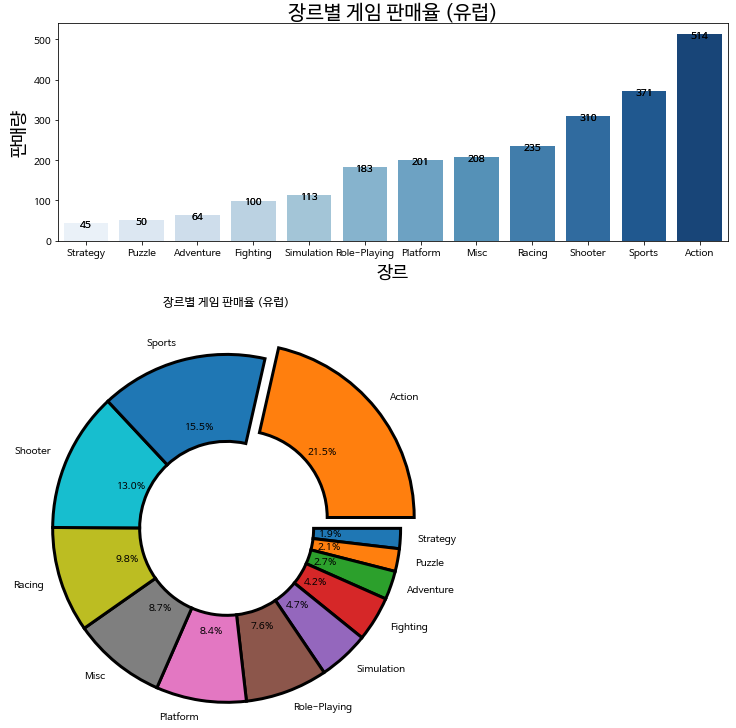 장르별 게임 판매율 (유럽)
판매량
500
400
300
200
100
0
45
50
64
100
113
183
201
208
235
310
371
514
Strategy
Puzzle
Adventure
Fighting
Simulation
Role-Playing
Platform
Misc
Racing
Shooter
Sports
Action
장르
장르별 게임 판매율 (유럽)
Sports
Action
15.5%
21.5%
Shooter
13.0%
1.9%
Strategy
2.1%
Puzzle
9.8%
2.7%
Adventure
Racing
4.2%
8.7%
4.7%
Fighting
8.4%
7.6%
Simulation
Misc
Role-Playing
Platform